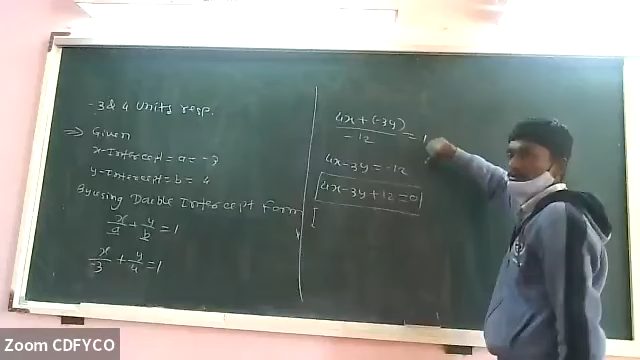 -3 & 4 units resp.
⇒ Given
x-Intercept = a = -3
y-Intercept = b = 4
By using Double Intercept Form
x/a + y/b = 1
x/-3 + y/4 = 1
4x + (-3y) / -12 = 1
4x - 3y = -12
[4x - 3y + 12 = 0]
[
Zoom CDFYCO